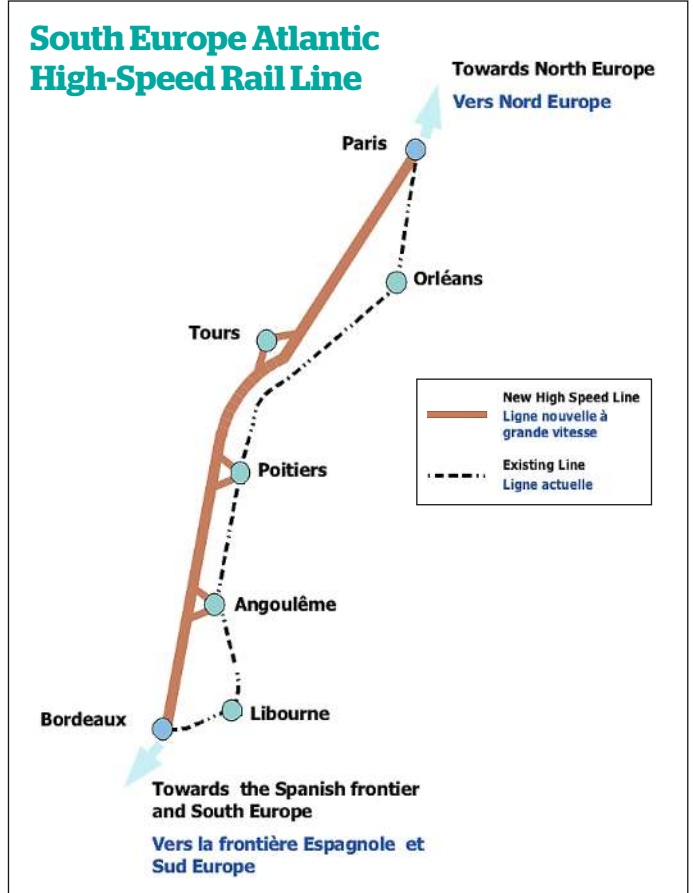 South Europe Atlantic
High-Speed Rail Line
Towards North Europe
Vers Nord Europe
Paris
Orléans
Tours
New High Speed Line
Ligne nouvelle à
grande vitesse
Existing Line
Ligne actuelle
Poitiers
Angoulême
Libourne
Bordeaux
Towards the Spanish frontier
and South Europe
Vers la frontière Espagnole et
Sud Europe